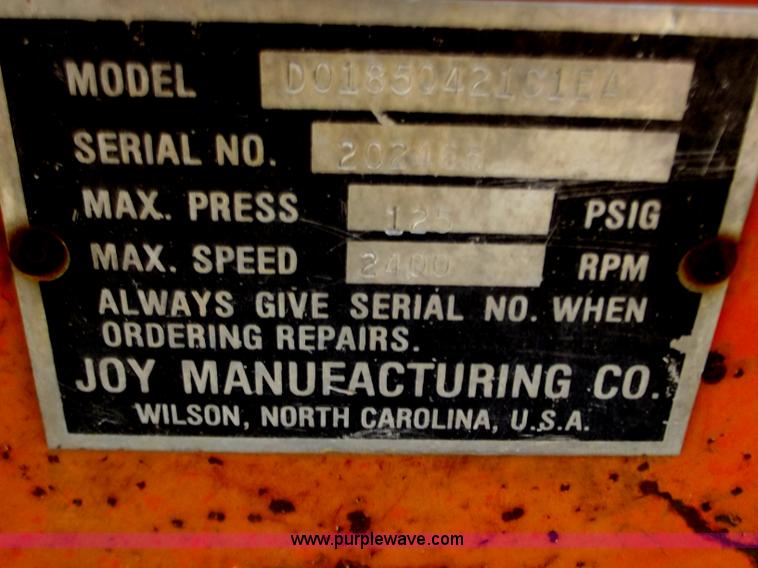 MODEL D01850421C1EA
SERIAL NO.
MAX. PRESS 125 PSIG
MAX. SPEED 2400 RPM
ALWAYS GIVE SERIAL NO. WHEN
ORDERING REPAIRS.
JOY MANUFACTURING CO.
WILSON, NORTH CAROLINA, U.S.A.
www.purplewave.com